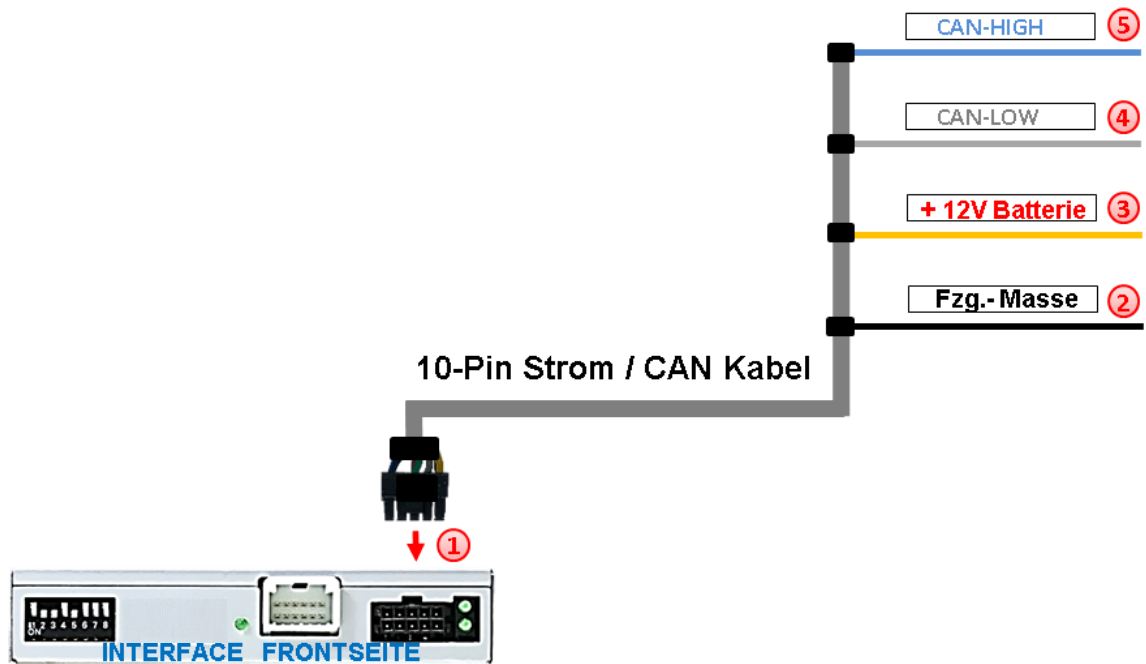 CAN-HIGH 5
CAN-LOW 4
+ 12V Batterie 3
Fzg.- Masse 2
10-Pin Strom / CAN Kabel
1
1 2 3 4 5 6 7 8
ON
INTERFACE FRONTSEITE